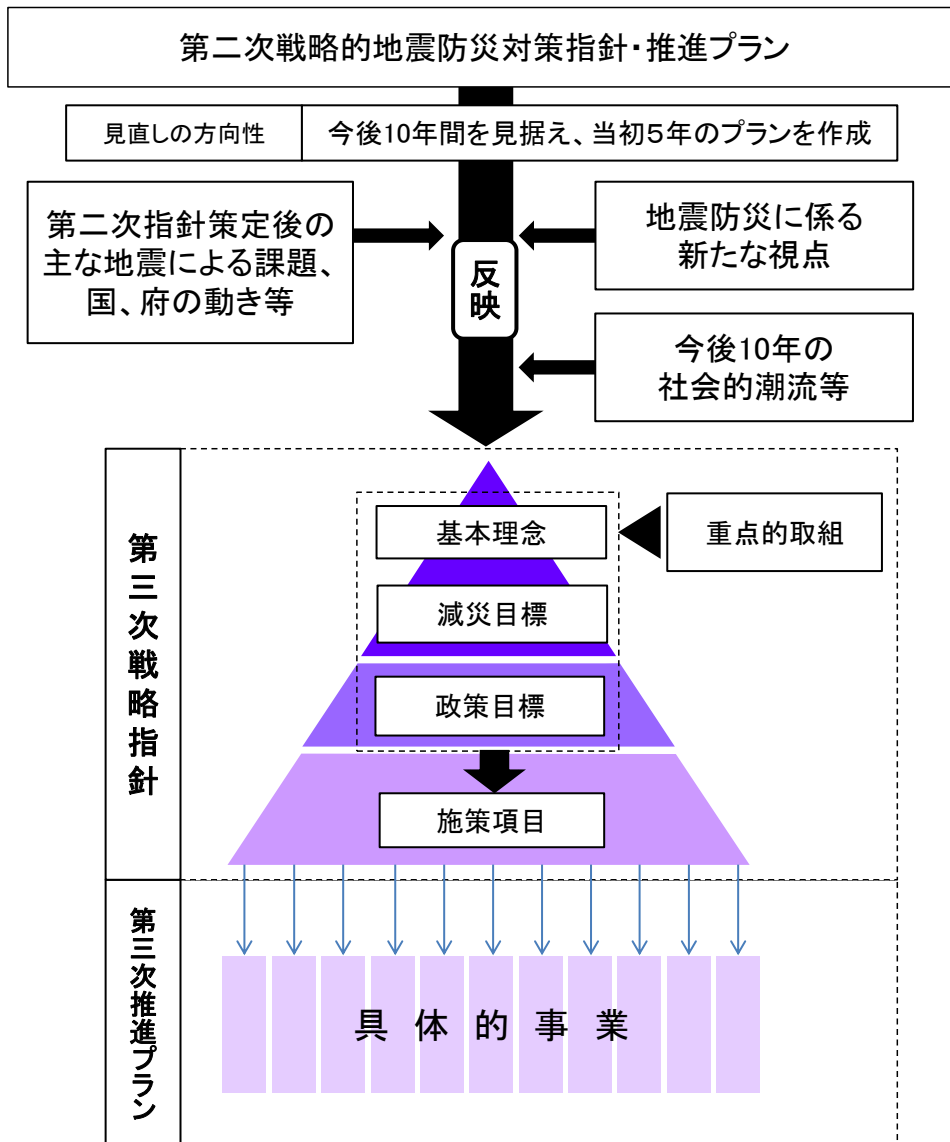 第二次戦略的地震防災対策指針・推進プラン
見直しの方向性
今後10年間を見据え、当初５年のプランを作成
第二次指針策定後の
主な地震による課題、
国、府の動き等
地震防災に係る
新たな視点
反映
今後10年の
社会的潮流等
第三次戦略指針
基本理念
重点的取組
減災目標
政策目標
施策項目
第三次推進プラン
具体的事業